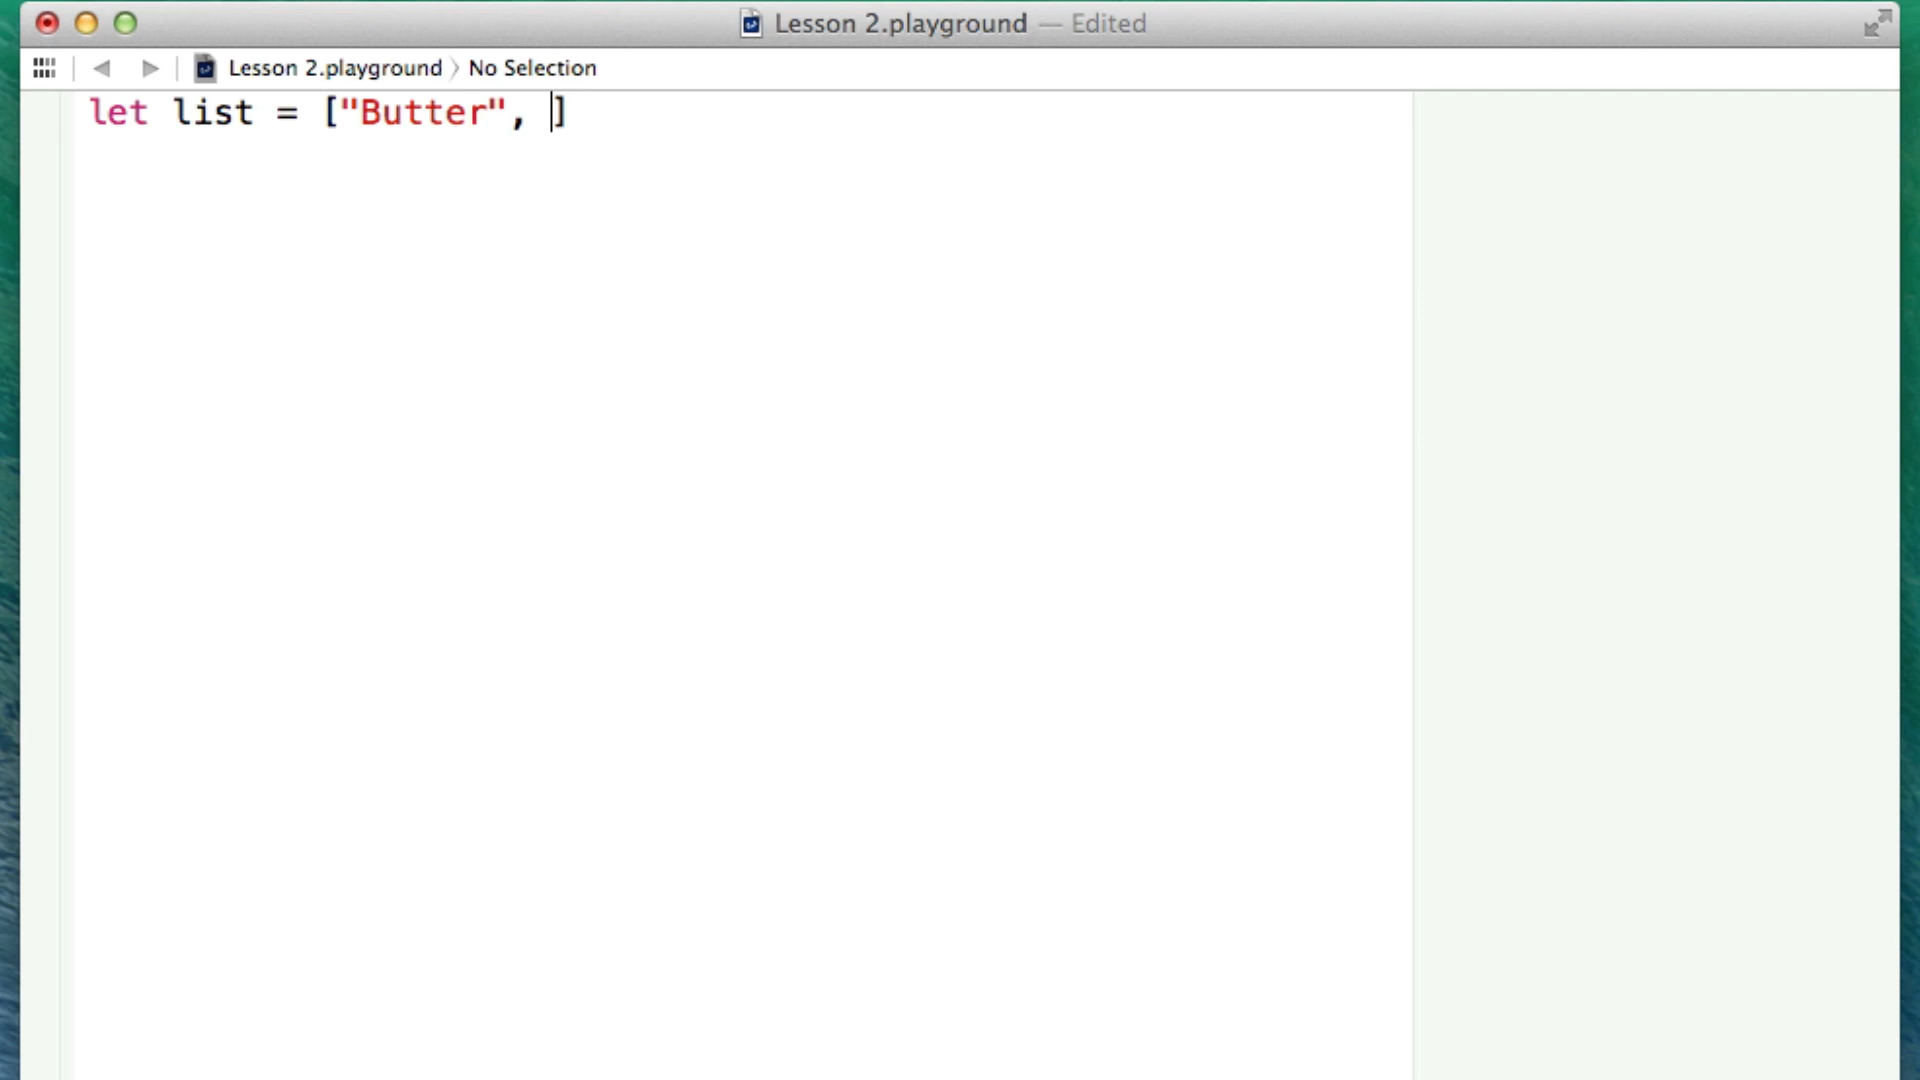 Lesson 2.playground — Edited
Lesson 2.playground 〉 No Selection
let list = ["Butter", ]